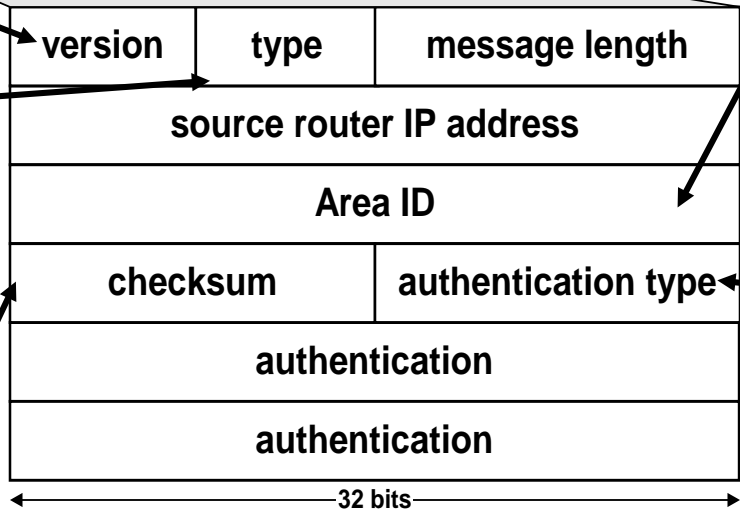 version type message length
source router IP address
Area ID
checksum authentication type
authentication
authentication
32 bits